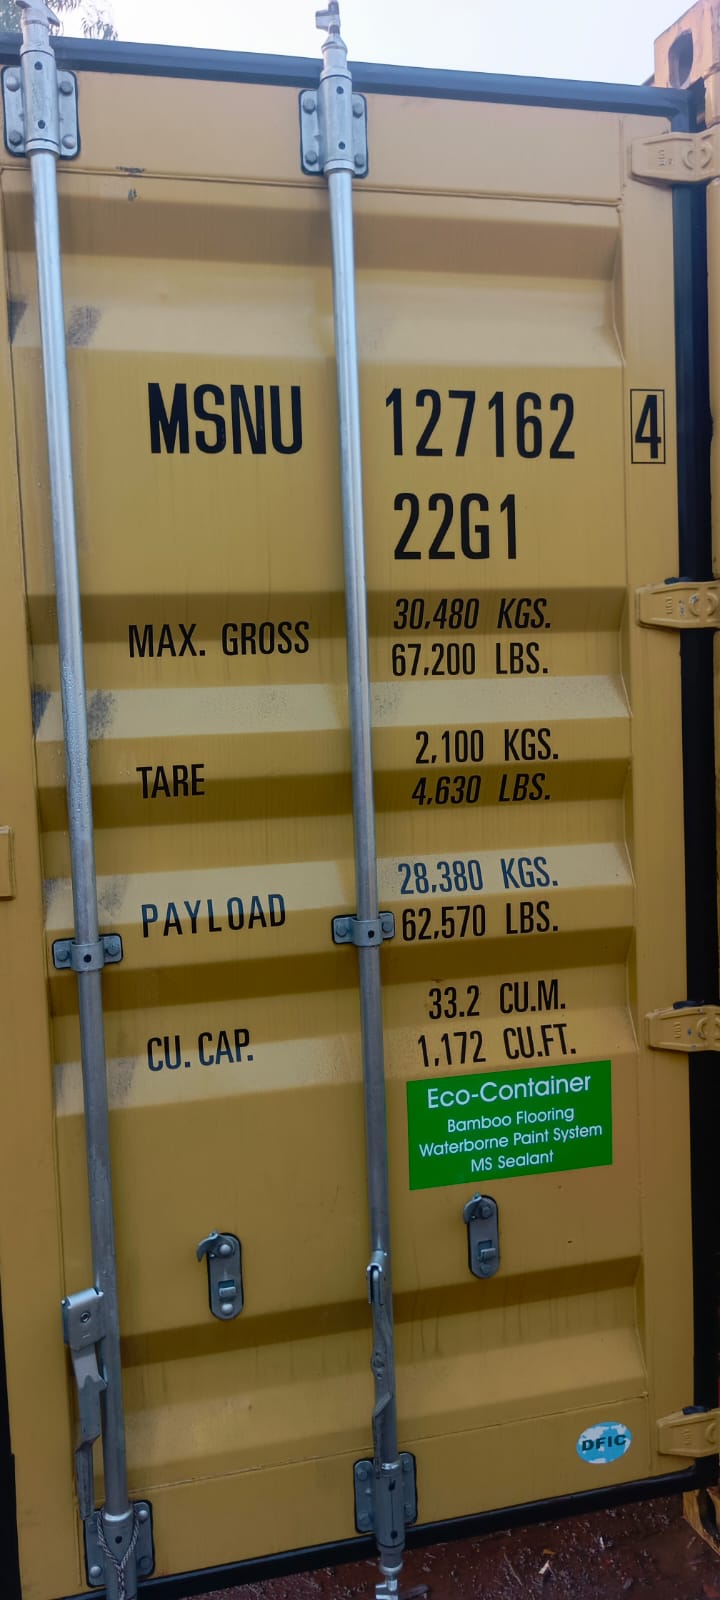 MSNU 127162 4
22G1
MAX. GROSS 30,480 KGS.
67,200 LBS.
TARE 2,100 KGS.
4,630 LBS.
PAYLOAD 28,380 KGS.
62,570 LBS.
CU. CAP. 33.2 CU.M.
1,172 CU.FT.
Eco-Container
Bamboo Flooring
Waterborne Paint System
MS Sealant
DFIC